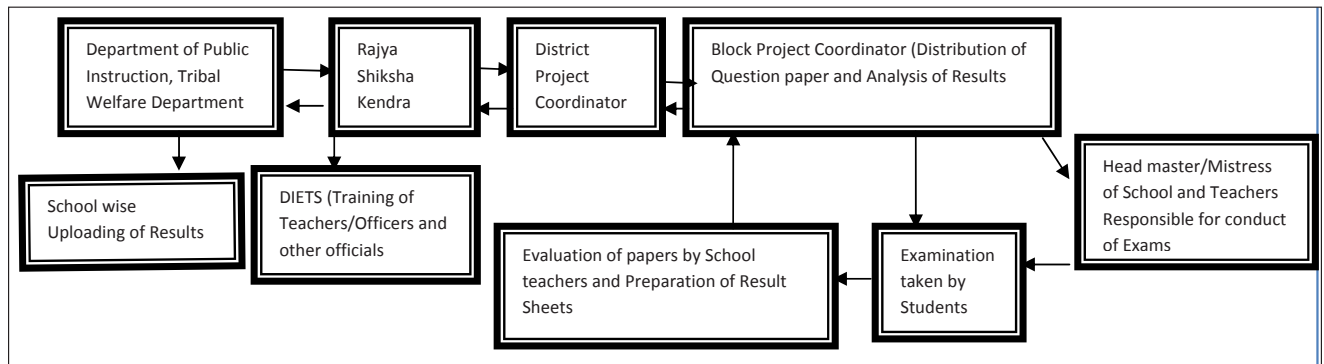 Department of Public
Instruction, Tribal
Welfare Department
Rajya
Shiksha
Kendra
District
Project
Coordinator
Block Project Coordinator (Distribution of
Question paper and Analysis of Results
School wise
Uploading of Results
DIETS (Training of
Teachers/Officers and
other officials
Evaluation of papers by School
teachers and Preparation of Result
Sheets
Examination
taken by
Students
Head master/Mistress
of School and Teachers
Responsible for conduct
of Exams